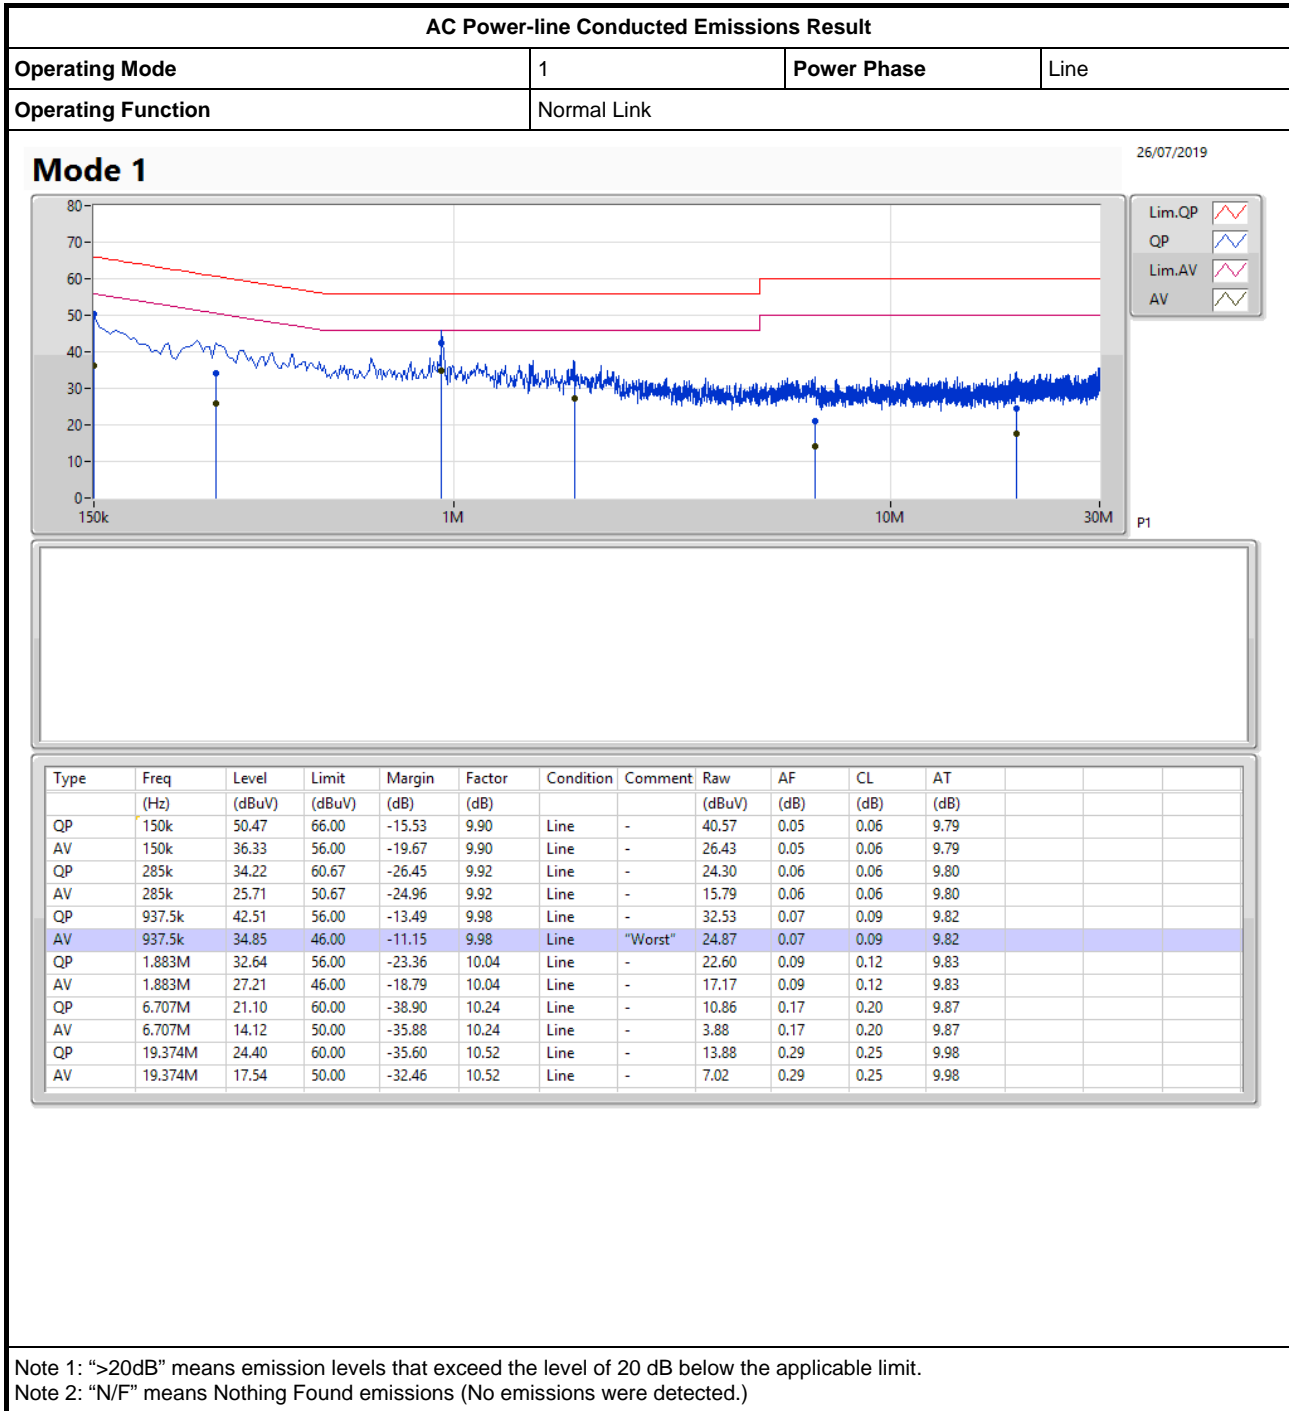 AC Power-line Conducted Emissions Result
Operating Mode 1 Power Phase Line
Operating Function Normal Link
Mode 1
26/07/2019
80
70
60
50
40
30
20
10
0
150k 1M 10M 30M
P1
Lim.QP
QP
Lim.AV
AV
Type Freq Level Limit Margin Factor Condition Comment Raw AF CL AT
(Hz) (dBuV) (dBuV) (dB) (dB) (dBuV) (dB) (dB) (dB)
QP 150k 50.47 66.00 -15.53 9.90 Line - 40.57 0.05 0.06 9.79
AV 150k 36.33 56.00 -19.67 9.90 Line - 26.43 0.05 0.06 9.79
QP 285k 34.22 60.67 -26.45 9.92 Line - 24.30 0.06 0.06 9.80
AV 285k 25.71 50.67 -24.96 9.92 Line - 15.79 0.06 0.06 9.80
QP 937.5k 42.51 56.00 -13.49 9.98 Line - 32.53 0.07 0.09 9.82
AV 937.5k 34.85 46.00 -11.15 9.98 Line "Worst" 24.87 0.07 0.09 9.82
QP 1.883M 32.64 56.00 -23.36 10.04 Line - 22.60 0.09 0.12 9.83
AV 1.883M 27.21 46.00 -18.79 10.04 Line - 17.17 0.09 0.12 9.83
QP 6.707M 21.10 60.00 -38.90 10.24 Line - 10.86 0.17 0.20 9.87
AV 6.707M 14.12 50.00 -35.88 10.24 Line - 3.88 0.17 0.20 9.87
QP 19.374M 24.40 60.00 -35.60 10.52 Line - 13.88 0.29 0.25 9.98
AV 19.374M 17.54 50.00 -32.46 10.52 Line - 7.02 0.29 0.25 9.98
Note 1: “>20dB” means emission levels that exceed the level of 20 dB below the applicable limit.
Note 2: “N/F” means Nothing Found emissions (No emissions were detected.)